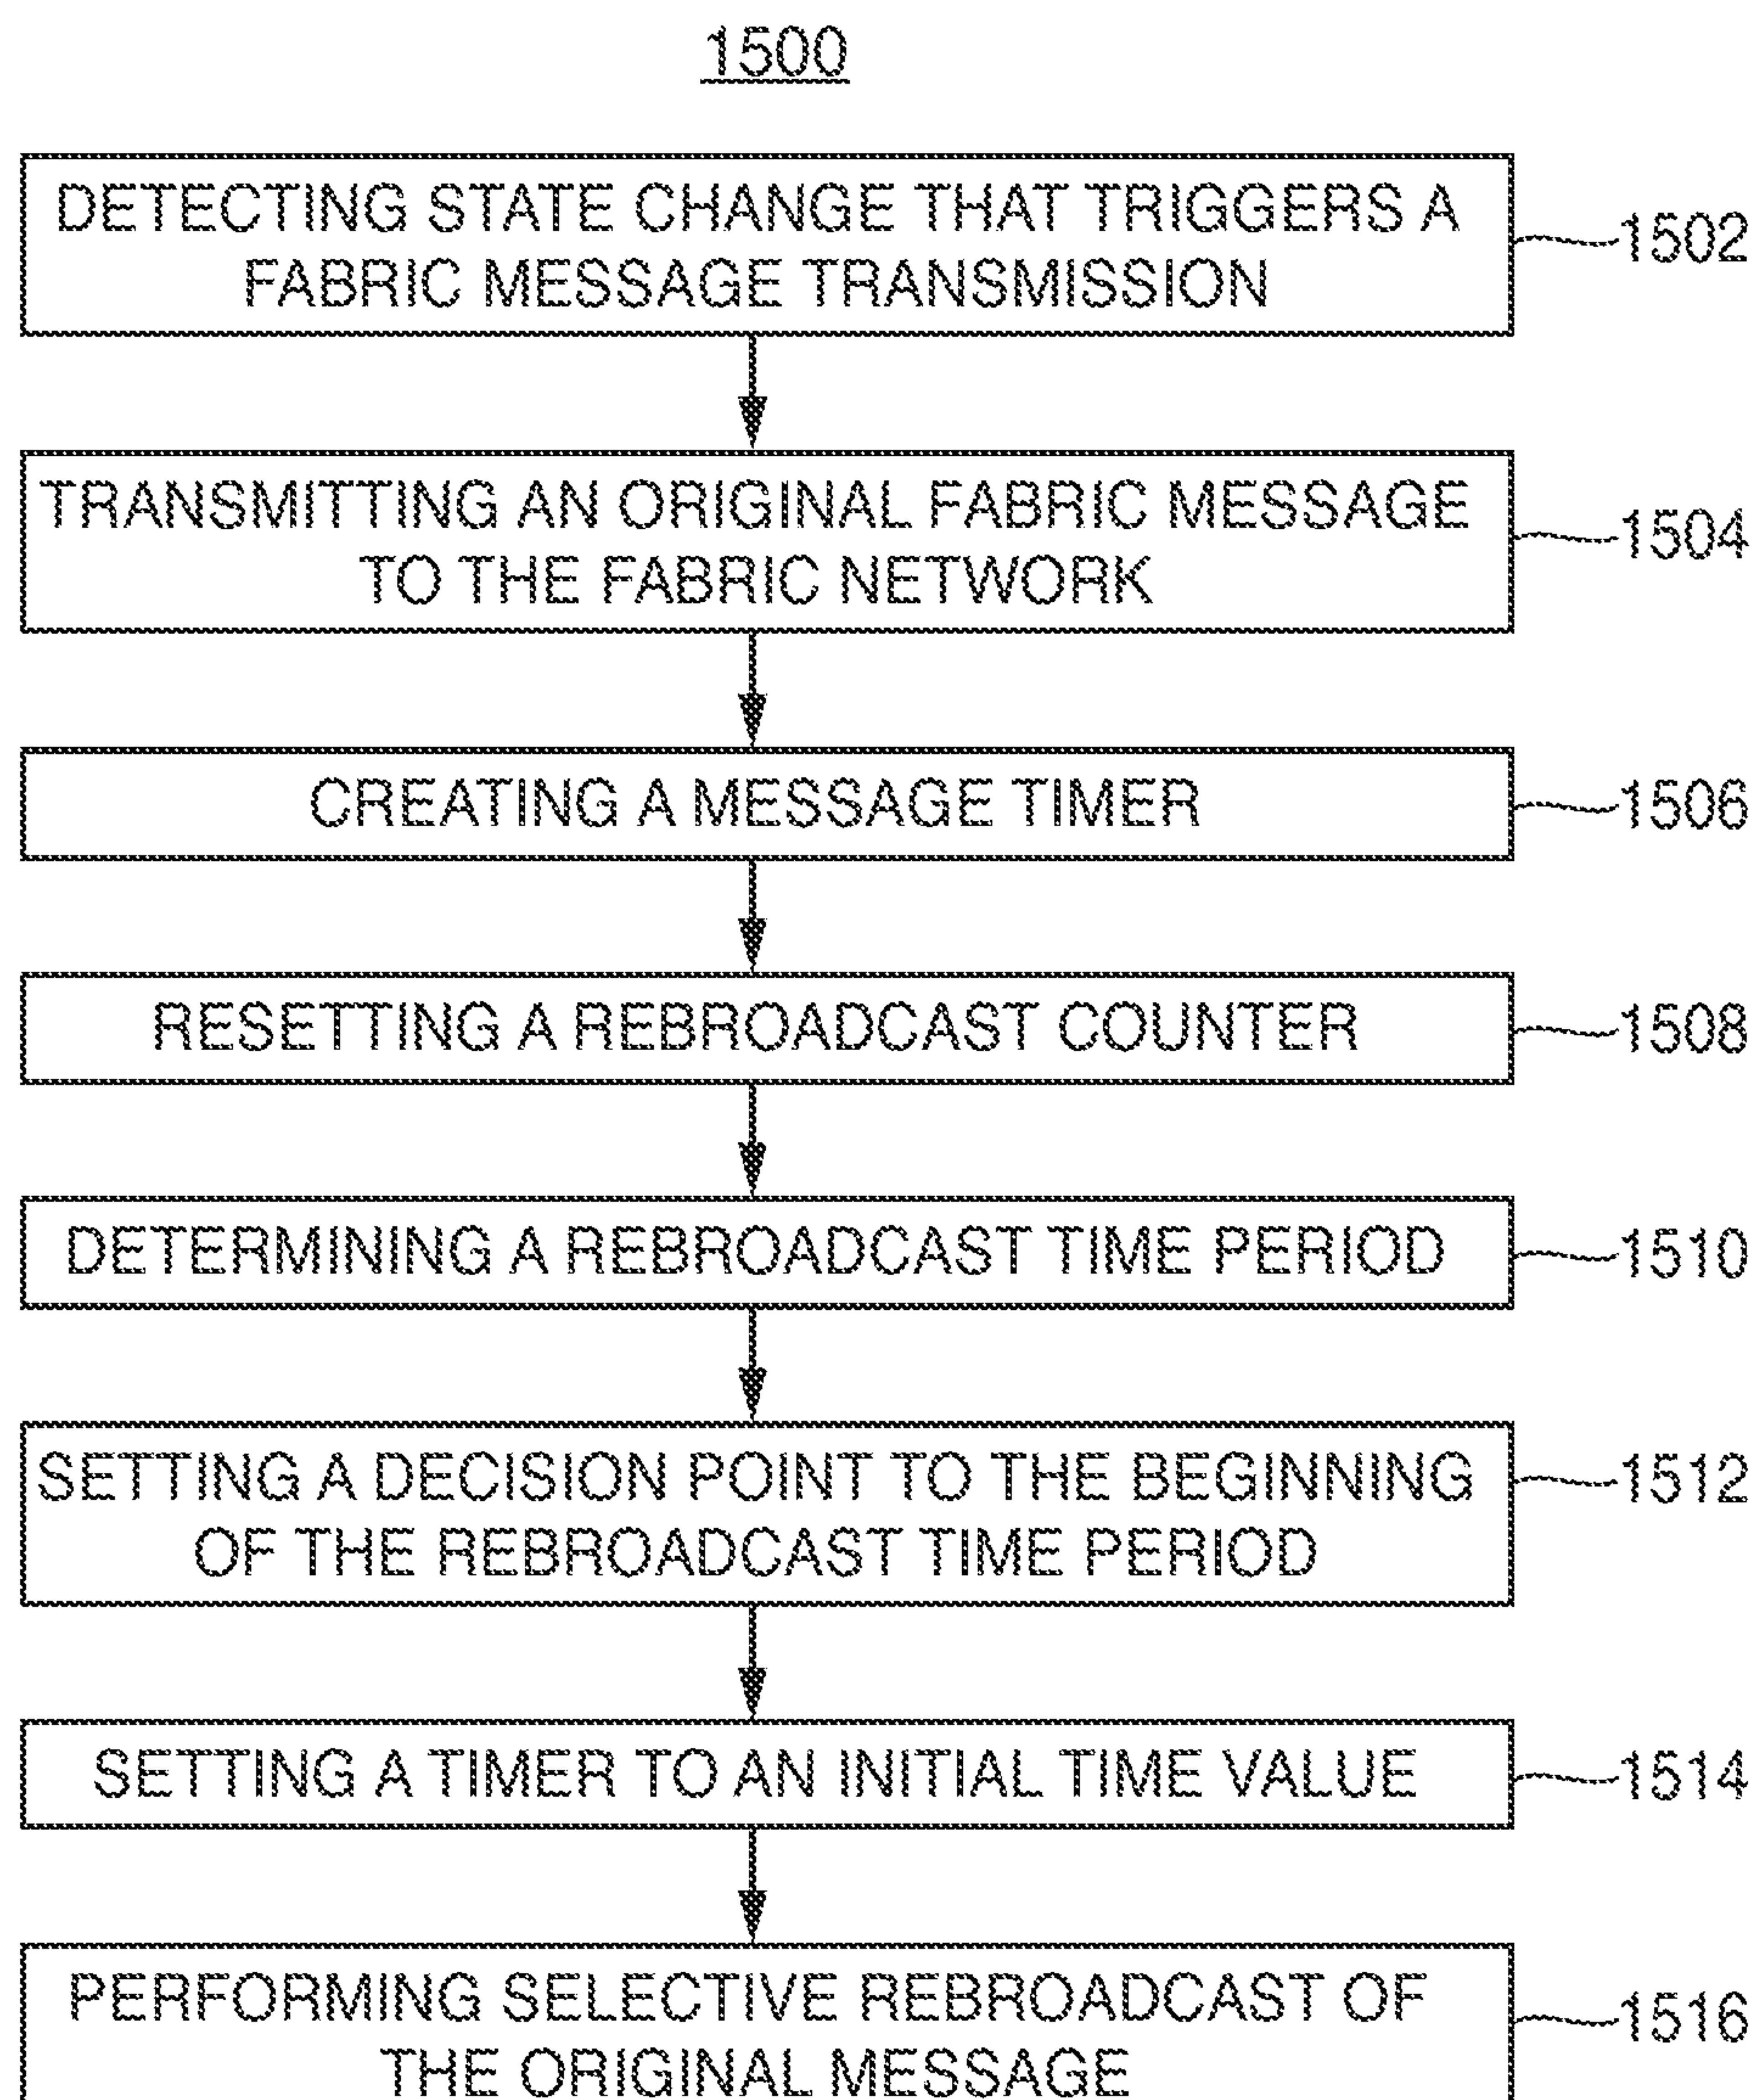 1500
DETECTING STATE CHANGE THAT TRIGGERS A
FABRIC MESSAGE TRANSMISSION
1502
TRANSMITTING AN ORIGINAL FABRIC MESSAGE
TO THE FABRIC NETWORK
1504
CREATING A MESSAGE TIMER
1506
RESETTING A REBROADCAST COUNTER
1508
DETERMINING A REBROADCAST TIME PERIOD
1510
SETTING A DECISION POINT TO THE BEGINNING
OF THE REBROADCAST TIME PERIOD
1512
SETTING A TIMER TO AN INITIAL TIME VALUE
1514
PERFORMING SELECTIVE REBROADCAST OF
THE ORIGINAL MESSAGE
1516